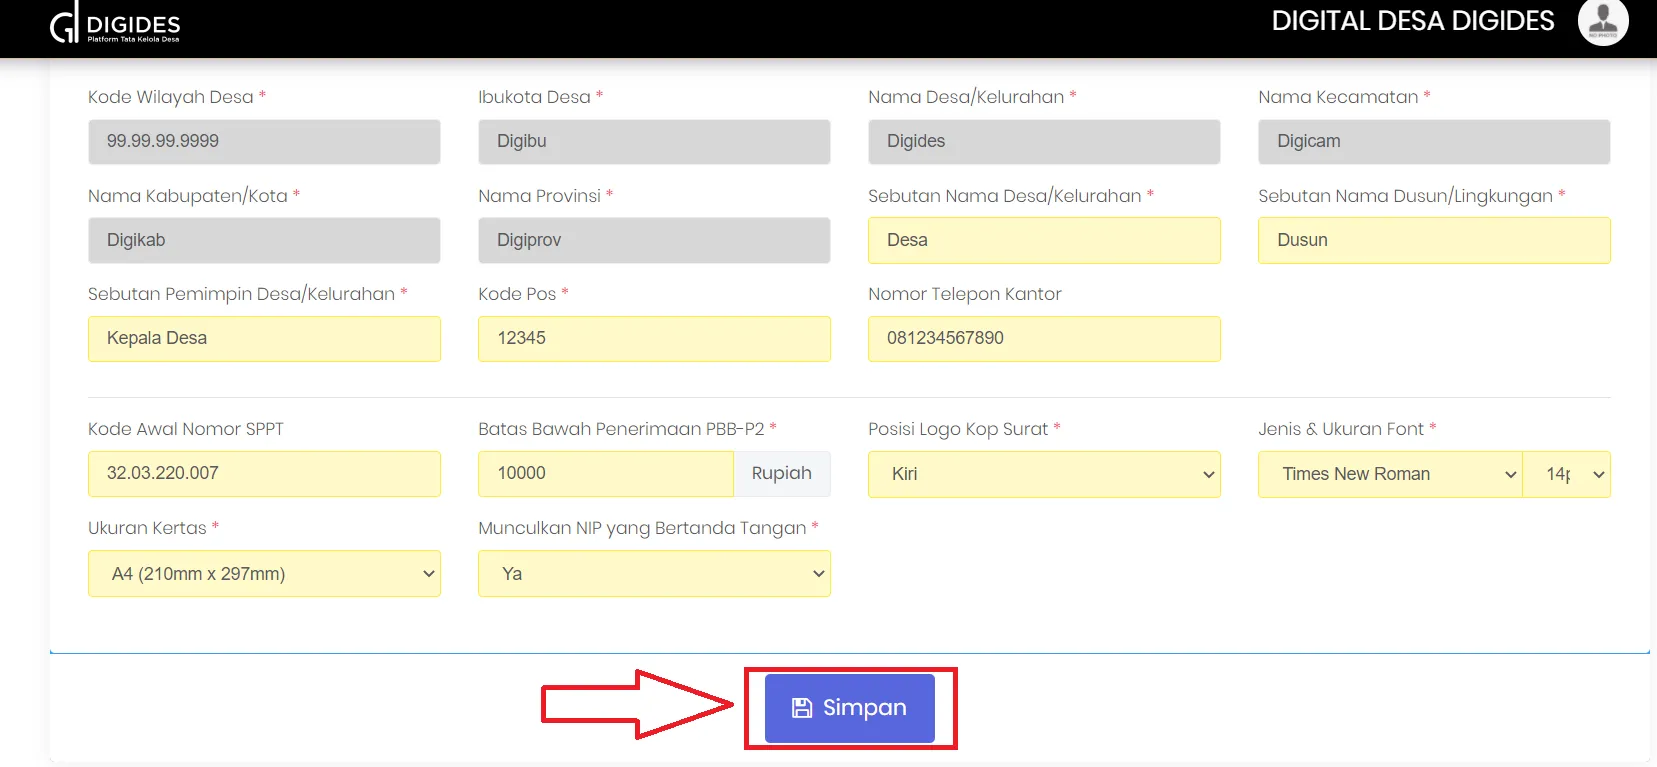 DIGIDES
Platform Tata Kelola Desa
DIGITAL DESA DIGIDES
NO PHOTO
Kode Wilayah Desa * Ibukota Desa * Nama Desa/Kelurahan * Nama Kecamatan *
99.99.99.9999 Digibu Digides Digicam
Nama Kabupaten/Kota * Nama Provinsi * Sebutan Nama Desa/Kelurahan * Sebutan Nama Dusun/Lingkungan *
Digikab Digiprov Desa Dusun
Sebutan Pemimpin Desa/Kelurahan * Kode Pos * Nomor Telepon Kantor
Kepala Desa 12345 081234567890
Kode Awal Nomor SPPT Batas Bawah Penerimaan PBB-P2 * Posisi Logo Kop Surat * Jenis & Ukuran Font *
32.03.220.007 10000 Rupiah Kiri Times New Roman 14p
Ukuran Kertas * Munculkan NIP yang Bertanda Tangan *
A4 (210mm x 297mm) Ya
Simpan